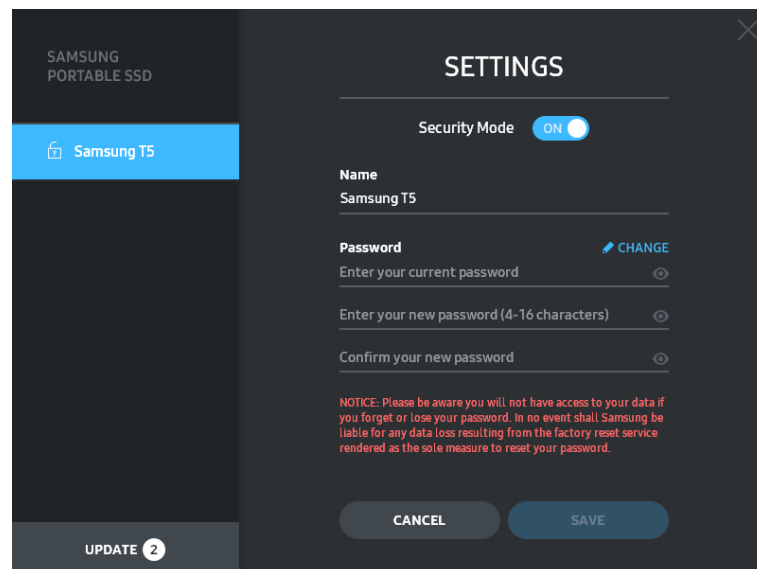 SAMSUNG
PORTABLE SSD
Samsung T5
UPDATE 2
SETTINGS
Security Mode ON
Name
Samsung T5
Password CHANGE
Enter your current password
Enter your new password (4-16 characters)
Confirm your new password
NOTICE: Please be aware you will not have access to your data if
you forget or lose your password. In no event shall Samsung be
liable for any data loss resulting from the factory reset service
rendered as the sole measure to reset your password.
CANCEL SAVE